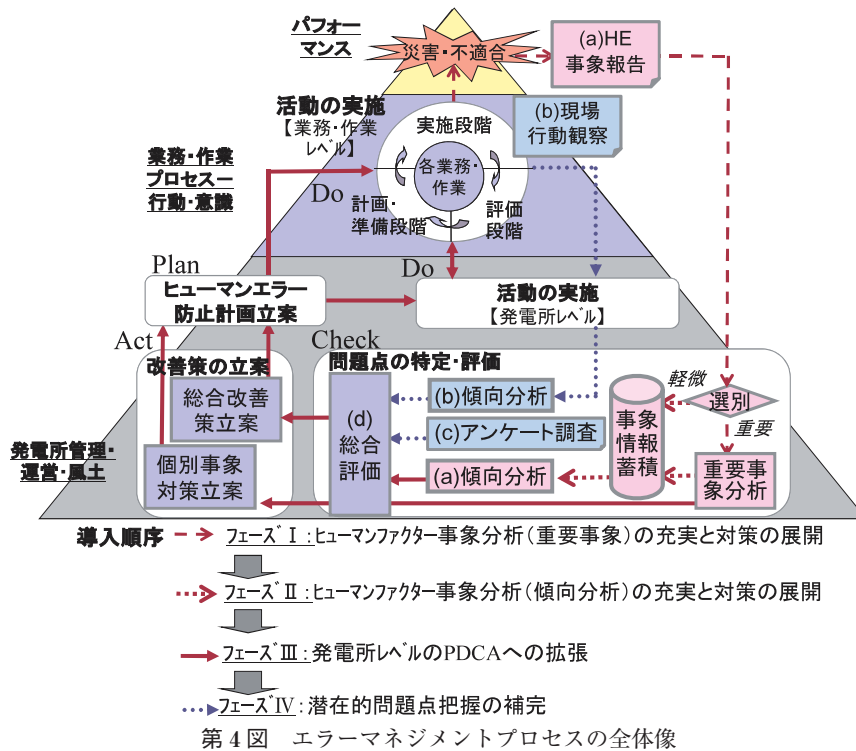 パフォー
マンス
災害・不適合
(a)HE
事象報告
活動の実施
【業務・作業
レベル】
実施段階
(b)現場
行動観察
業務・作業
プロセスー
行動・意識
各業務・
作業
Do
計画・
準備段階
評価
段階
Plan
Do
ヒューマンエラー
防止計画立案
活動の実施
【発電所レベル】
Act
Check
改善策の立案
問題点の特定・評価
総合改善
策立案
(d)
総合
評価
(b)傾向分析
(c)アンケート調査
(a)傾向分析
事象
情報
蓄積
軽微
選別
重要
発電所管理・
運営・風土
個別事象
対策立案
重要事
象分析
導入順序
フェーズⅠ:ヒューマンファクター事象分析(重要事象)の充実と対策の展開
フェーズⅡ:ヒューマンファクター事象分析(傾向分析)の充実と対策の展開
フェーズⅢ:発電所レベルのPDCAへの拡張
フェーズⅣ:潜在的問題点把握の補完
第4図 エラーマネジメントプロセスの全体像